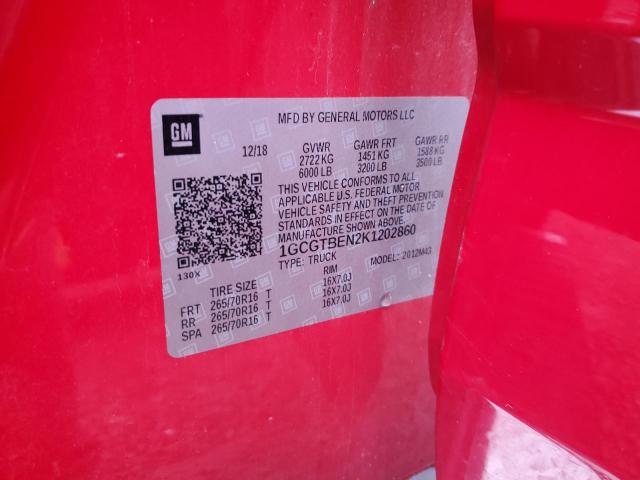 MFD BY GENERAL MOTORS LLC
GM
12/18
GVWR GAWR FRT GAWR RR
2722 KG 1451 KG 1588 KG
6000 LB 3200 LB 3500 LB
THIS VEHICLE CONFORMS TO ALL
APPLICABLE U.S. FEDERAL MOTOR
VEHICLE SAFETY AND THEFT PREVENTION
STANDARDS IN EFFECT ON THE DATE OF
MANUFACTURE SHOWN ABOVE.
1GCGTBEN2K1202860
TYPE: TRUCK MODEL: 2012M43
130X
TIRE SIZE RIM
FRT 265/70R16 T 16X7.0J
RR 265/70R16 T 16X7.0J
SPA 265/70R16 T 16X7.0J